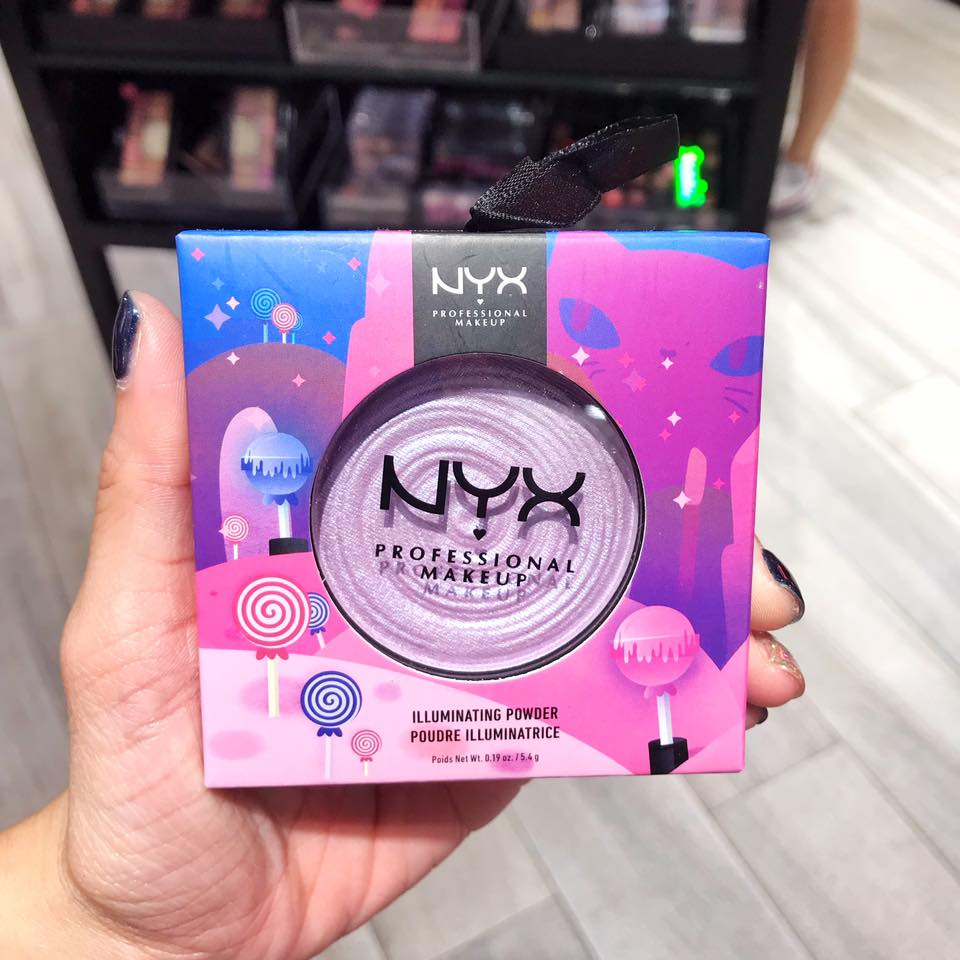 NYX
PROFESSIONAL
MAKEUP
NYX
PROFESSIONAL
MAKEUP
ILLUMINATING POWDER
POUDRE ILLUMINATRICE
Poids Net Wt. 0.19 oz. / 5.4 g